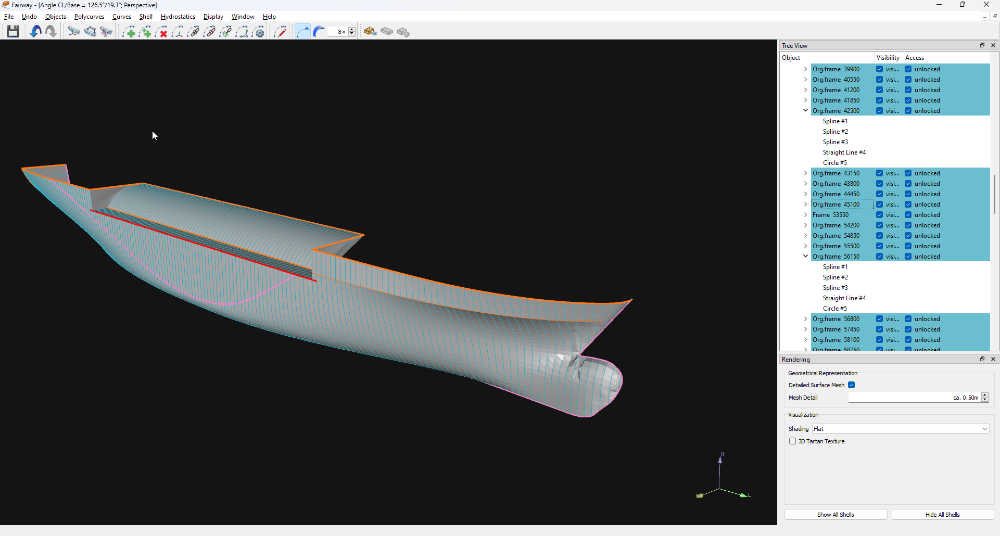 Fairway - [Angle CL/Base = 126.5°/19.3°; Perspective]
File Undo Objects Polycurves Curves Shell Hydrostatics Display Window Help
8×
Tree View
Object Visibility Access
Org.frame 39900 visi... unlocked
Org.frame 40550 visi... unlocked
Org.frame 41200 visi... unlocked
Org.frame 41850 visi... unlocked
Org.frame 42500 visi... unlocked
Spline #1
Spline #2
Spline #3
Straight Line #4
Circle #5
Org.frame 43150 visi... unlocked
Org.frame 43800 visi... unlocked
Org.frame 44450 visi... unlocked
Org.frame 45100 visi... unlocked
Frame 53550 visi... unlocked
Org.frame 54200 visi... unlocked
Org.frame 54850 visi... unlocked
Org.frame 55500 visi... unlocked
Org.frame 56150 visi... unlocked
Spline #1
Spline #2
Spline #3
Straight Line #4
Circle #5
Org.frame 56800 visi... unlocked
Org.frame 57450 visi... unlocked
Org.frame 58100 visi... unlocked
Org.frame 58750 visi... unlocked
Rendering
Geometrical Representation
Detailed Surface Mesh
Mesh Detail ca. 0.50m
Visualization
Shading Flat
3D Tartan Texture
H
B
L
Show All Shells Hide All Shells